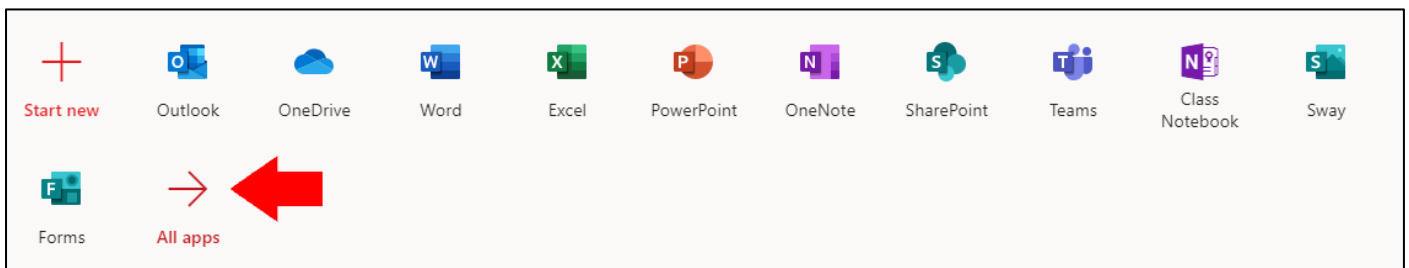 Start new
Outlook
OneDrive
Word
Excel
PowerPoint
OneNote
SharePoint
Teams
Class
Notebook
Sway
Forms
All apps
O
W
X
P
N
S
T
N
S
F